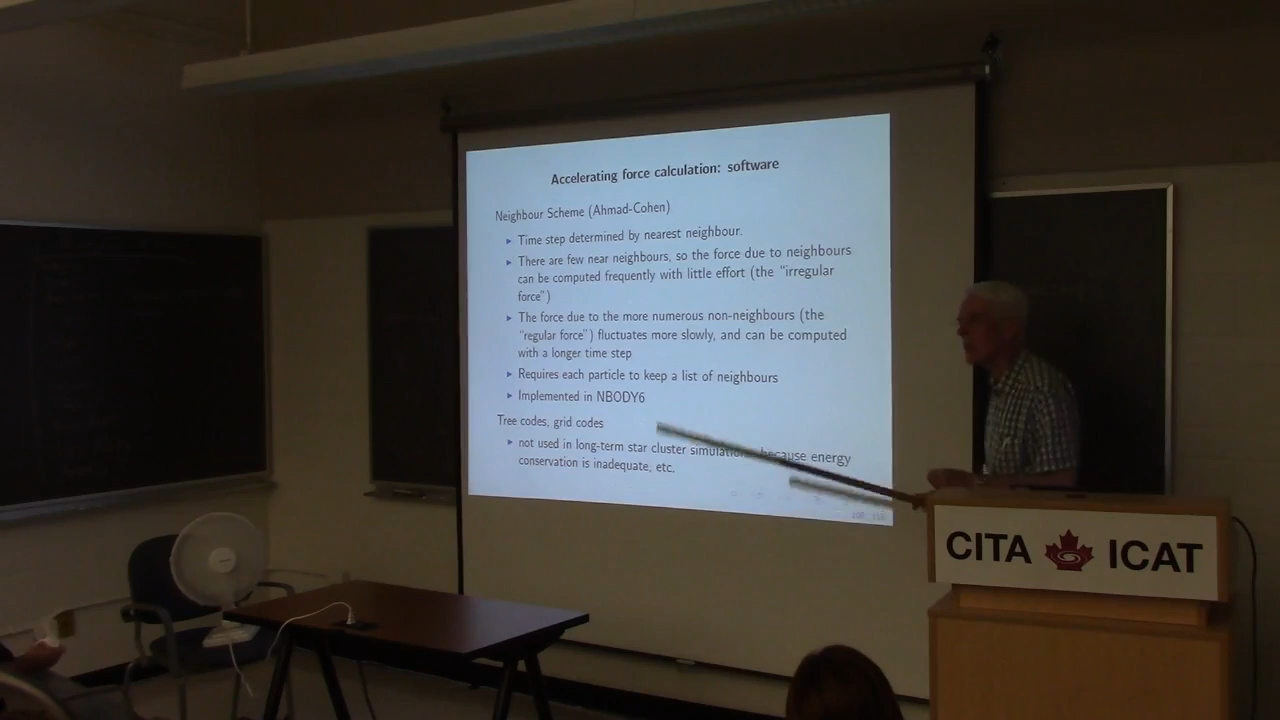 Accelerating force calculation: software
Neighbour Scheme (Ahmad-Cohen)
Time step determined by nearest neighbour.
There are few near neighbours, so the force due to neighbours
can be computed frequently with little effort (the "irregular
force")
The force due to the more numerous non-neighbours (the
"regular force") fluctuates more slowly, and can be computed
with a longer time step
Requires each particle to keep a list of neighbours
Implemented in NBODY6
Tree codes, grid codes
not used in long-term star cluster simulations because energy
conservation is inadequate, etc.
CITA ICAT